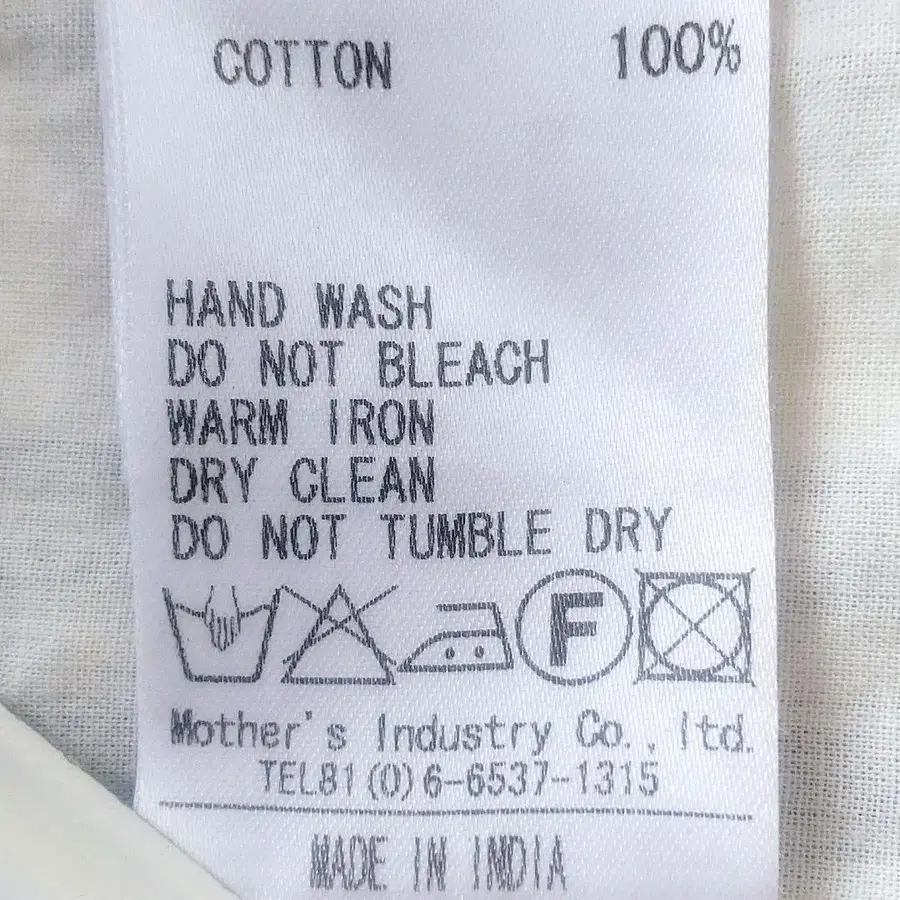 COTTON 100%
HAND WASH
DO NOT BLEACH
WARM IRON
DRY CLEAN
DO NOT TUMBLE DRY
F
Mother's Industry Co., ltd.
TEL81(0)6-6537-1315
MADE IN INDIA